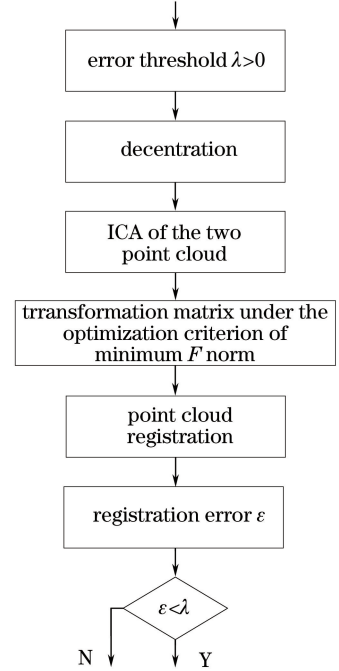 error threshold λ>0
decentration
ICA of the two
point cloud
trransformation matrix under the
optimization criterion of
minimum F norm
point cloud
registration
registration error ε
ε<λ
N
Y